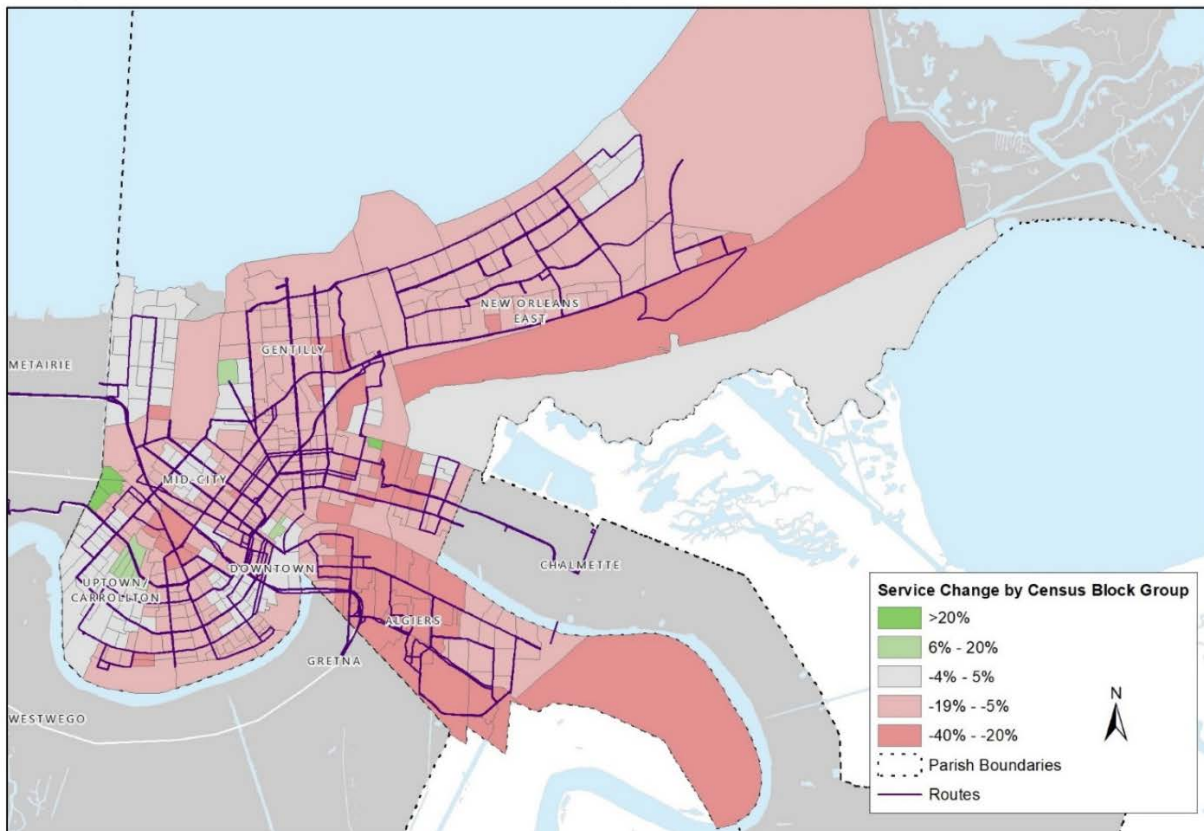 METAIRIE
GENTILLY
NEW ORLEANS
EAST
MID-CITY
DOWNTOWN
UPTOWN/
CARROLLTON
CHALMETTE
ALGIERS
GRETNA
WESTWEGO
Service Change by Census Block Group
>20%
6% - 20%
-4% - 5%
-19% - -5%
-40% - -20%
Parish Boundaries
Routes
N